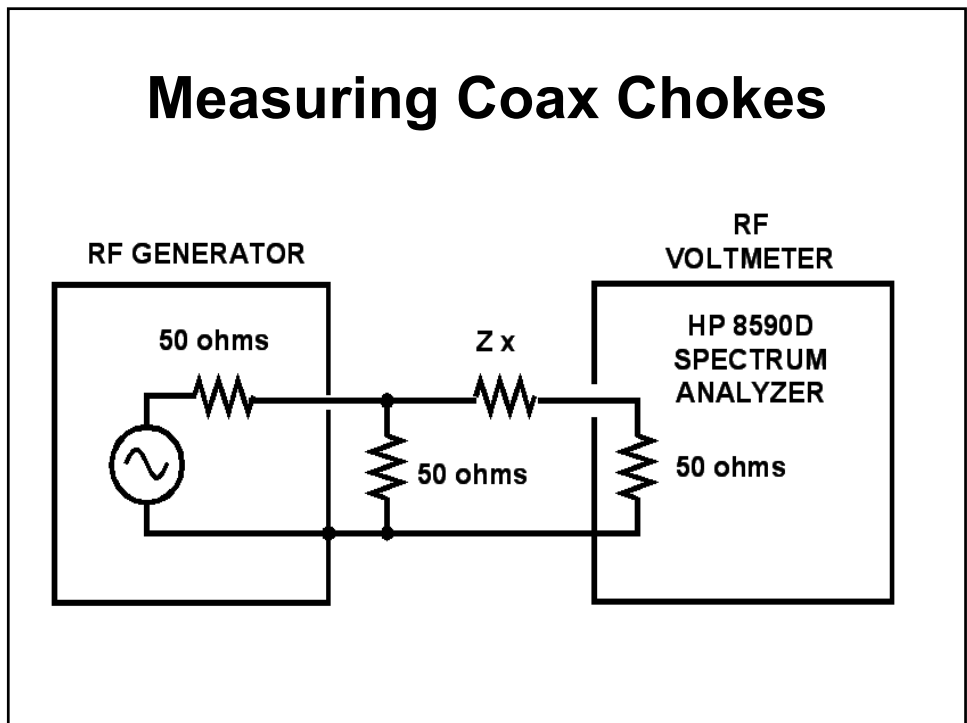 Measuring Coax Chokes
RF GENERATOR
RF
VOLTMETER
50 ohms
Z x
HP 8590D
SPECTRUM
ANALYZER
50 ohms
50 ohms